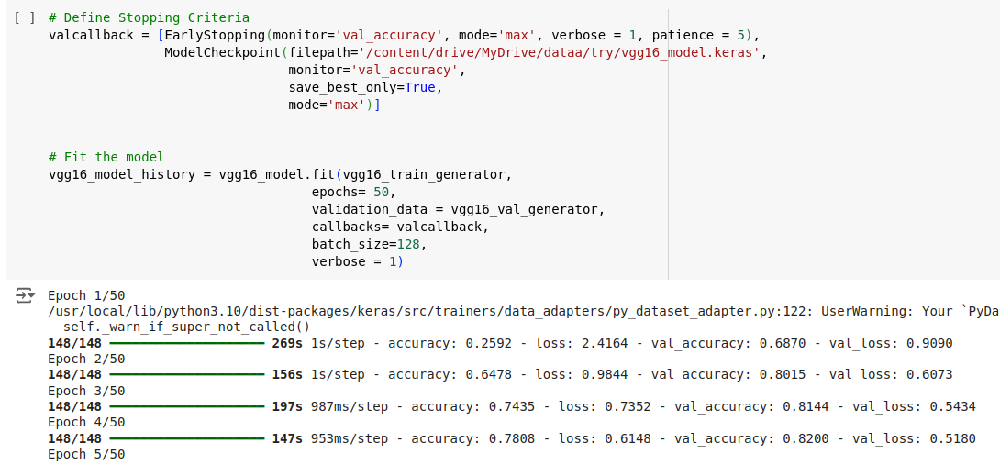 [ ] # Define Stopping Criteria
valcallback = [EarlyStopping(monitor='val_accuracy', mode='max', verbose = 1, patience = 5),
ModelCheckpoint(filepath='/content/drive/MyDrive/dataa/try/vgg16_model.keras',
monitor='val_accuracy',
save_best_only=True,
mode='max')]
# Fit the model
vgg16_model_history = vgg16_model.fit(vgg16_train_generator,
epochs= 50,
validation_data = vgg16_val_generator,
callbacks= valcallback,
batch_size=128,
verbose = 1)
Epoch 1/50
/usr/local/lib/python3.10/dist-packages/keras/src/trainers/data_adapters/py_dataset_adapter.py:122: UserWarning: Your `PyDa
self._warn_if_super_not_called()
148/148 ━━━━━━━━━━━━━━━━━━━━ 269s 1s/step - accuracy: 0.2592 - loss: 2.4164 - val_accuracy: 0.6870 - val_loss: 0.9090
Epoch 2/50
148/148 ━━━━━━━━━━━━━━━━━━━━ 156s 1s/step - accuracy: 0.6478 - loss: 0.9844 - val_accuracy: 0.8015 - val_loss: 0.6073
Epoch 3/50
148/148 ━━━━━━━━━━━━━━━━━━━━ 197s 987ms/step - accuracy: 0.7435 - loss: 0.7352 - val_accuracy: 0.8144 - val_loss: 0.5434
Epoch 4/50
148/148 ━━━━━━━━━━━━━━━━━━━━ 147s 953ms/step - accuracy: 0.7808 - loss: 0.6148 - val_accuracy: 0.8200 - val_loss: 0.5180
Epoch 5/50